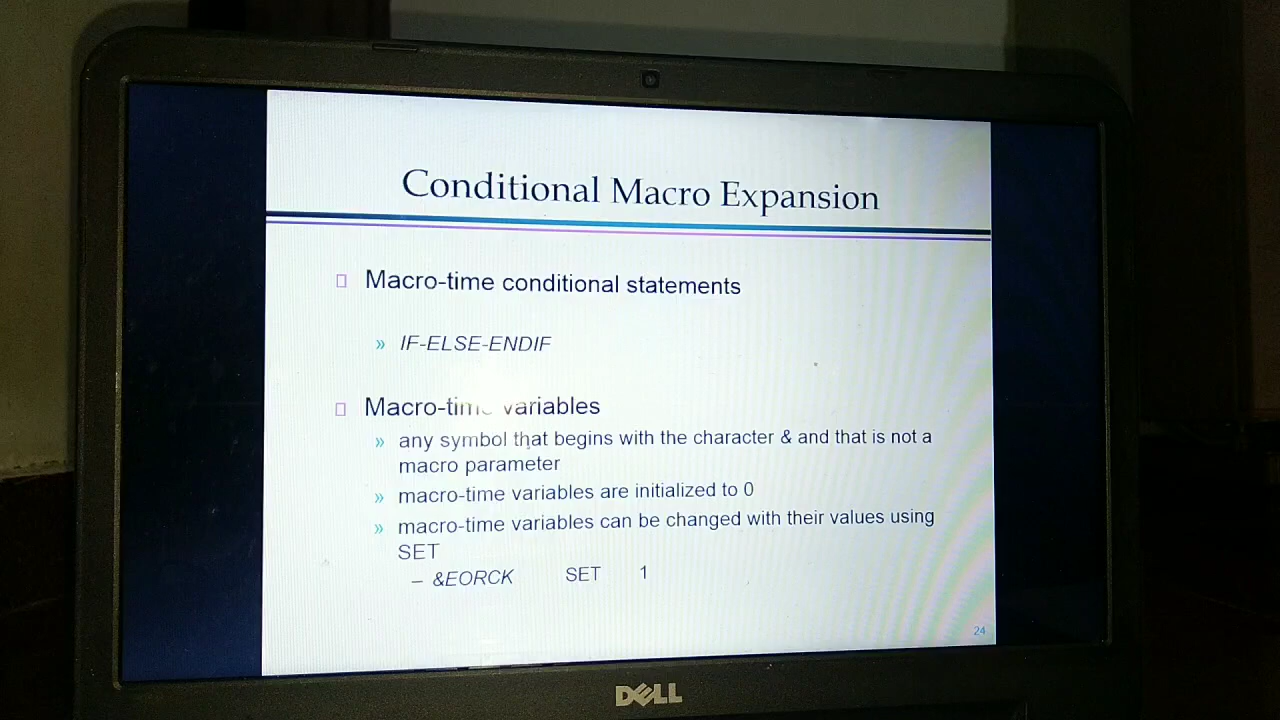 Conditional Macro Expansion
Macro-time conditional statements
» IF-ELSE-ENDIF
Macro-time variables
» any symbol that begins with the character & and that is not a
macro parameter
» macro-time variables are initialized to 0
» macro-time variables can be changed with their values using
SET
– &EORCK SET 1
24
DELL